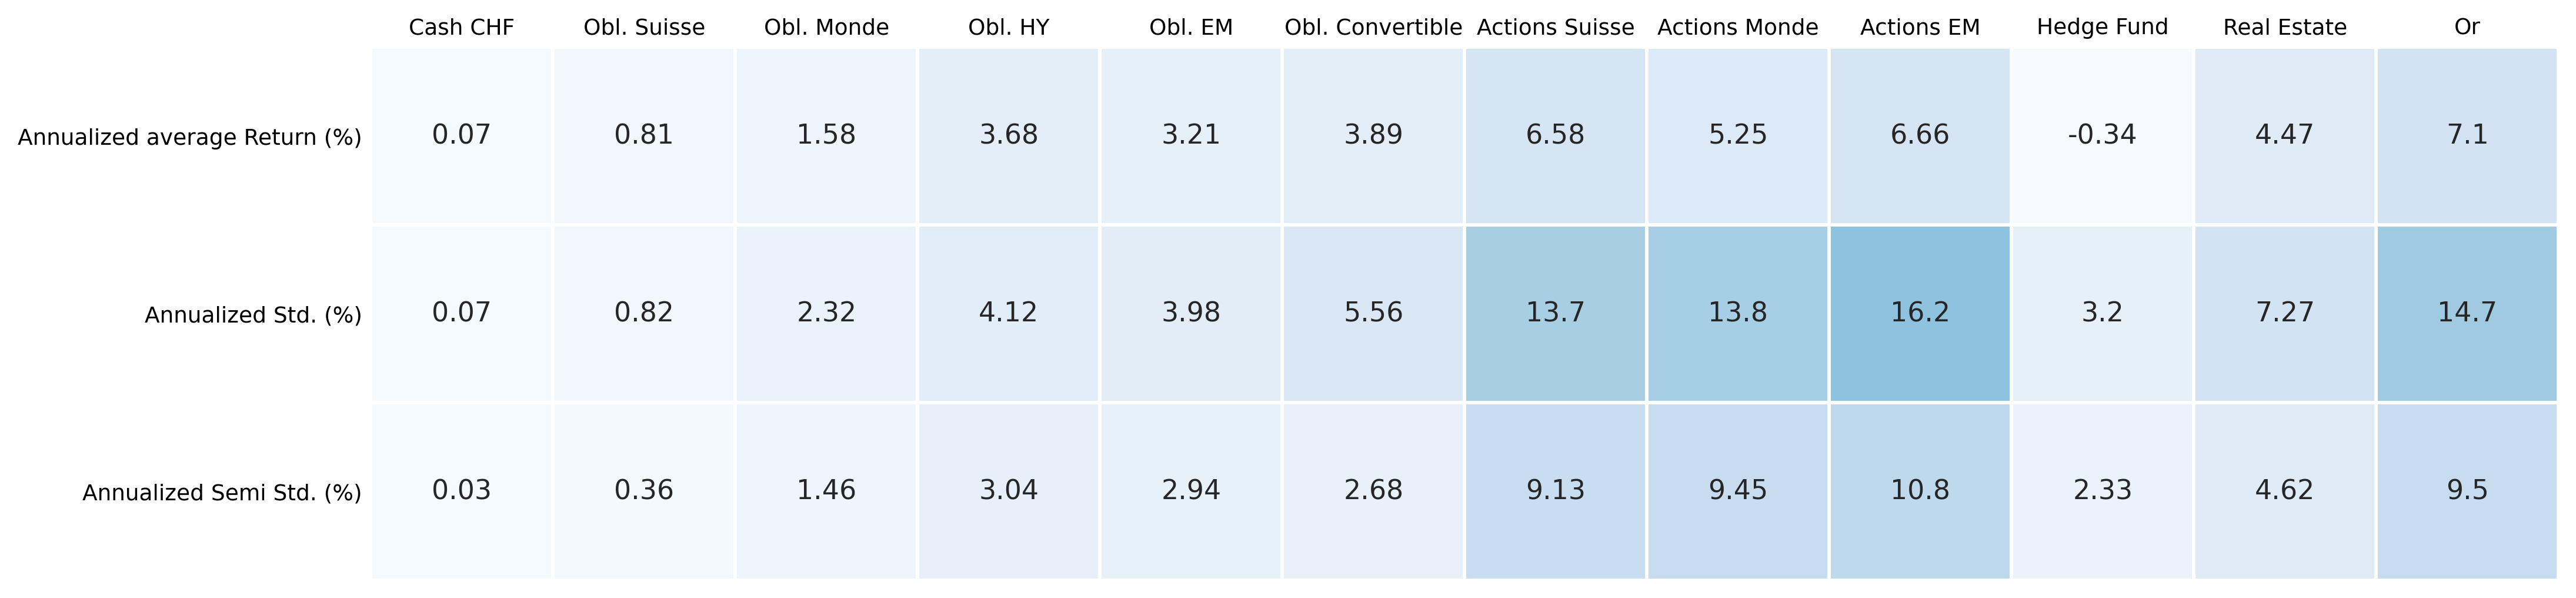 Cash CHF Obl. Suisse Obl. Monde Obl. HY Obl. EM Obl. Convertible Actions Suisse Actions Monde Actions EM Hedge Fund Real Estate Or
Annualized average Return (%) 0.07 0.81 1.58 3.68 3.21 3.89 6.58 5.25 6.66 -0.34 4.47 7.1
Annualized Std. (%) 0.07 0.82 2.32 4.12 3.98 5.56 13.7 13.8 16.2 3.2 7.27 14.7
Annualized Semi Std. (%) 0.03 0.36 1.46 3.04 2.94 2.68 9.13 9.45 10.8 2.33 4.62 9.5